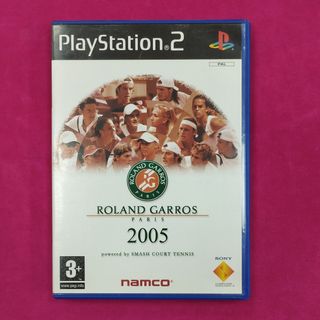 PlayStation®2
PAL
ROLAND GARROS
PARIS
ROLAND GARROS
PARIS
2005
powered by SMASH COURT TENNIS
3+
www.pegi.info
namco®
SONY